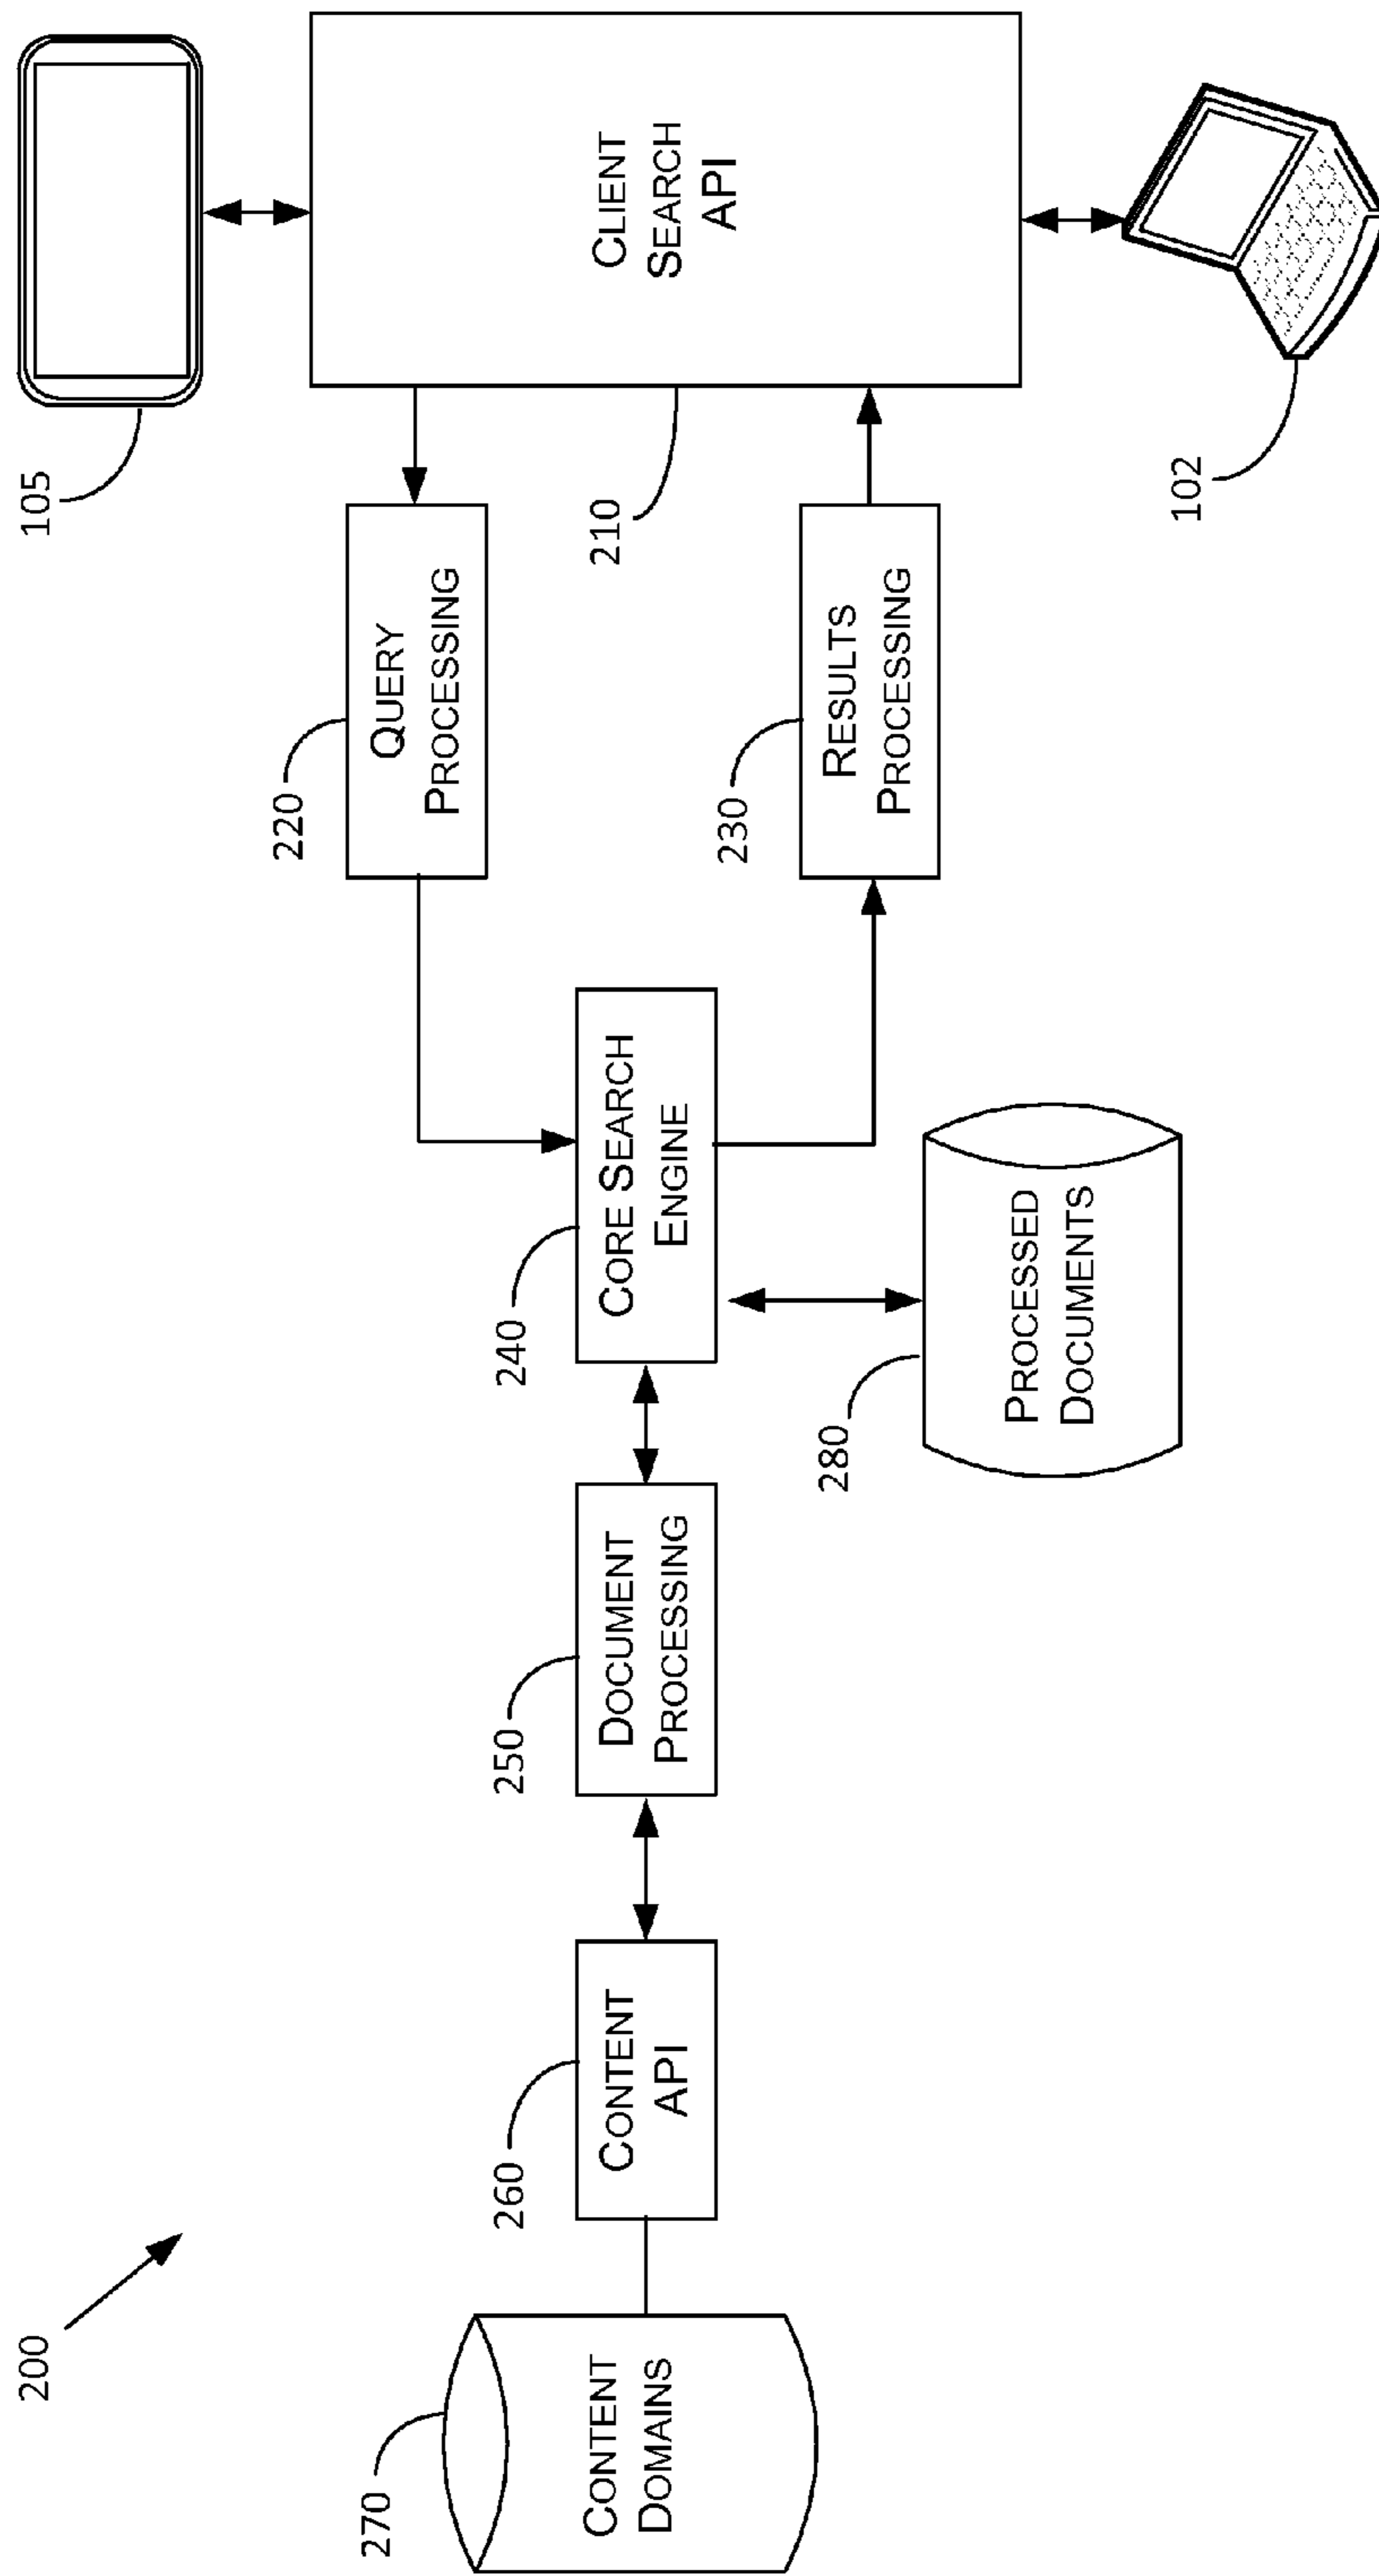 200
270
CONTENT
DOMAINS
260
CONTENT
API
250
DOCUMENT
PROCESSING
240
CORE SEARCH
ENGINE
280
PROCESSED
DOCUMENTS
220
QUERY
PROCESSING
230
RESULTS
PROCESSING
210
CLIENT
SEARCH
API
105
102